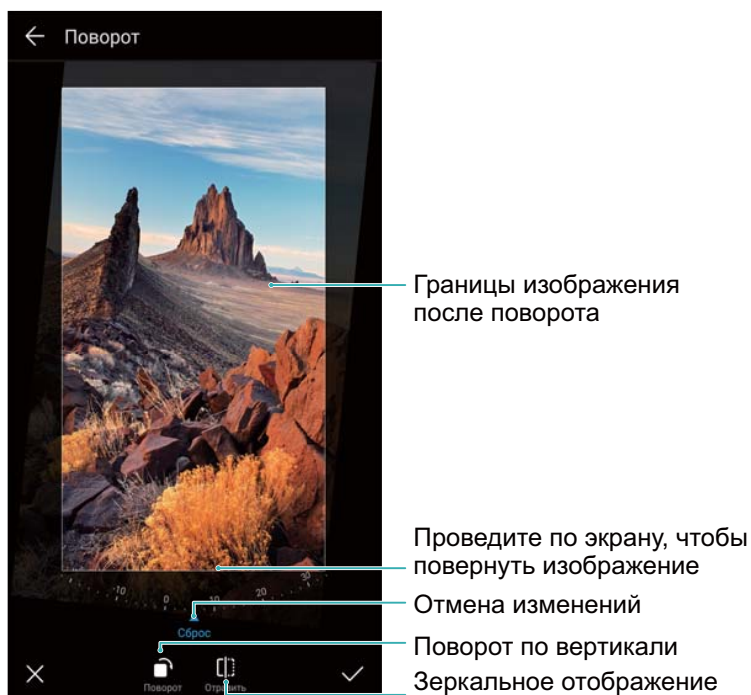 Поворот
Границы изображения
после поворота
Проведите по экрану, чтобы
повернуть изображение
-10
0
10
20
30
Отмена изменений
Сброс
Поворот по вертикали
Зеркальное отображение
Поворот
Отразить